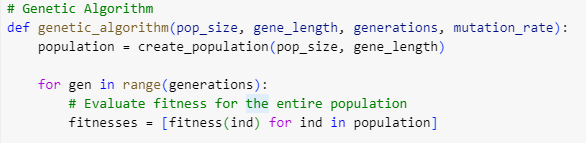 # Genetic Algorithm
def genetic_algorithm(pop_size, gene_length, generations, mutation_rate):
    population = create_population(pop_size, gene_length)
    for gen in range(generations):
        # Evaluate fitness for the entire population
        fitnesses = [fitness(ind) for ind in population]